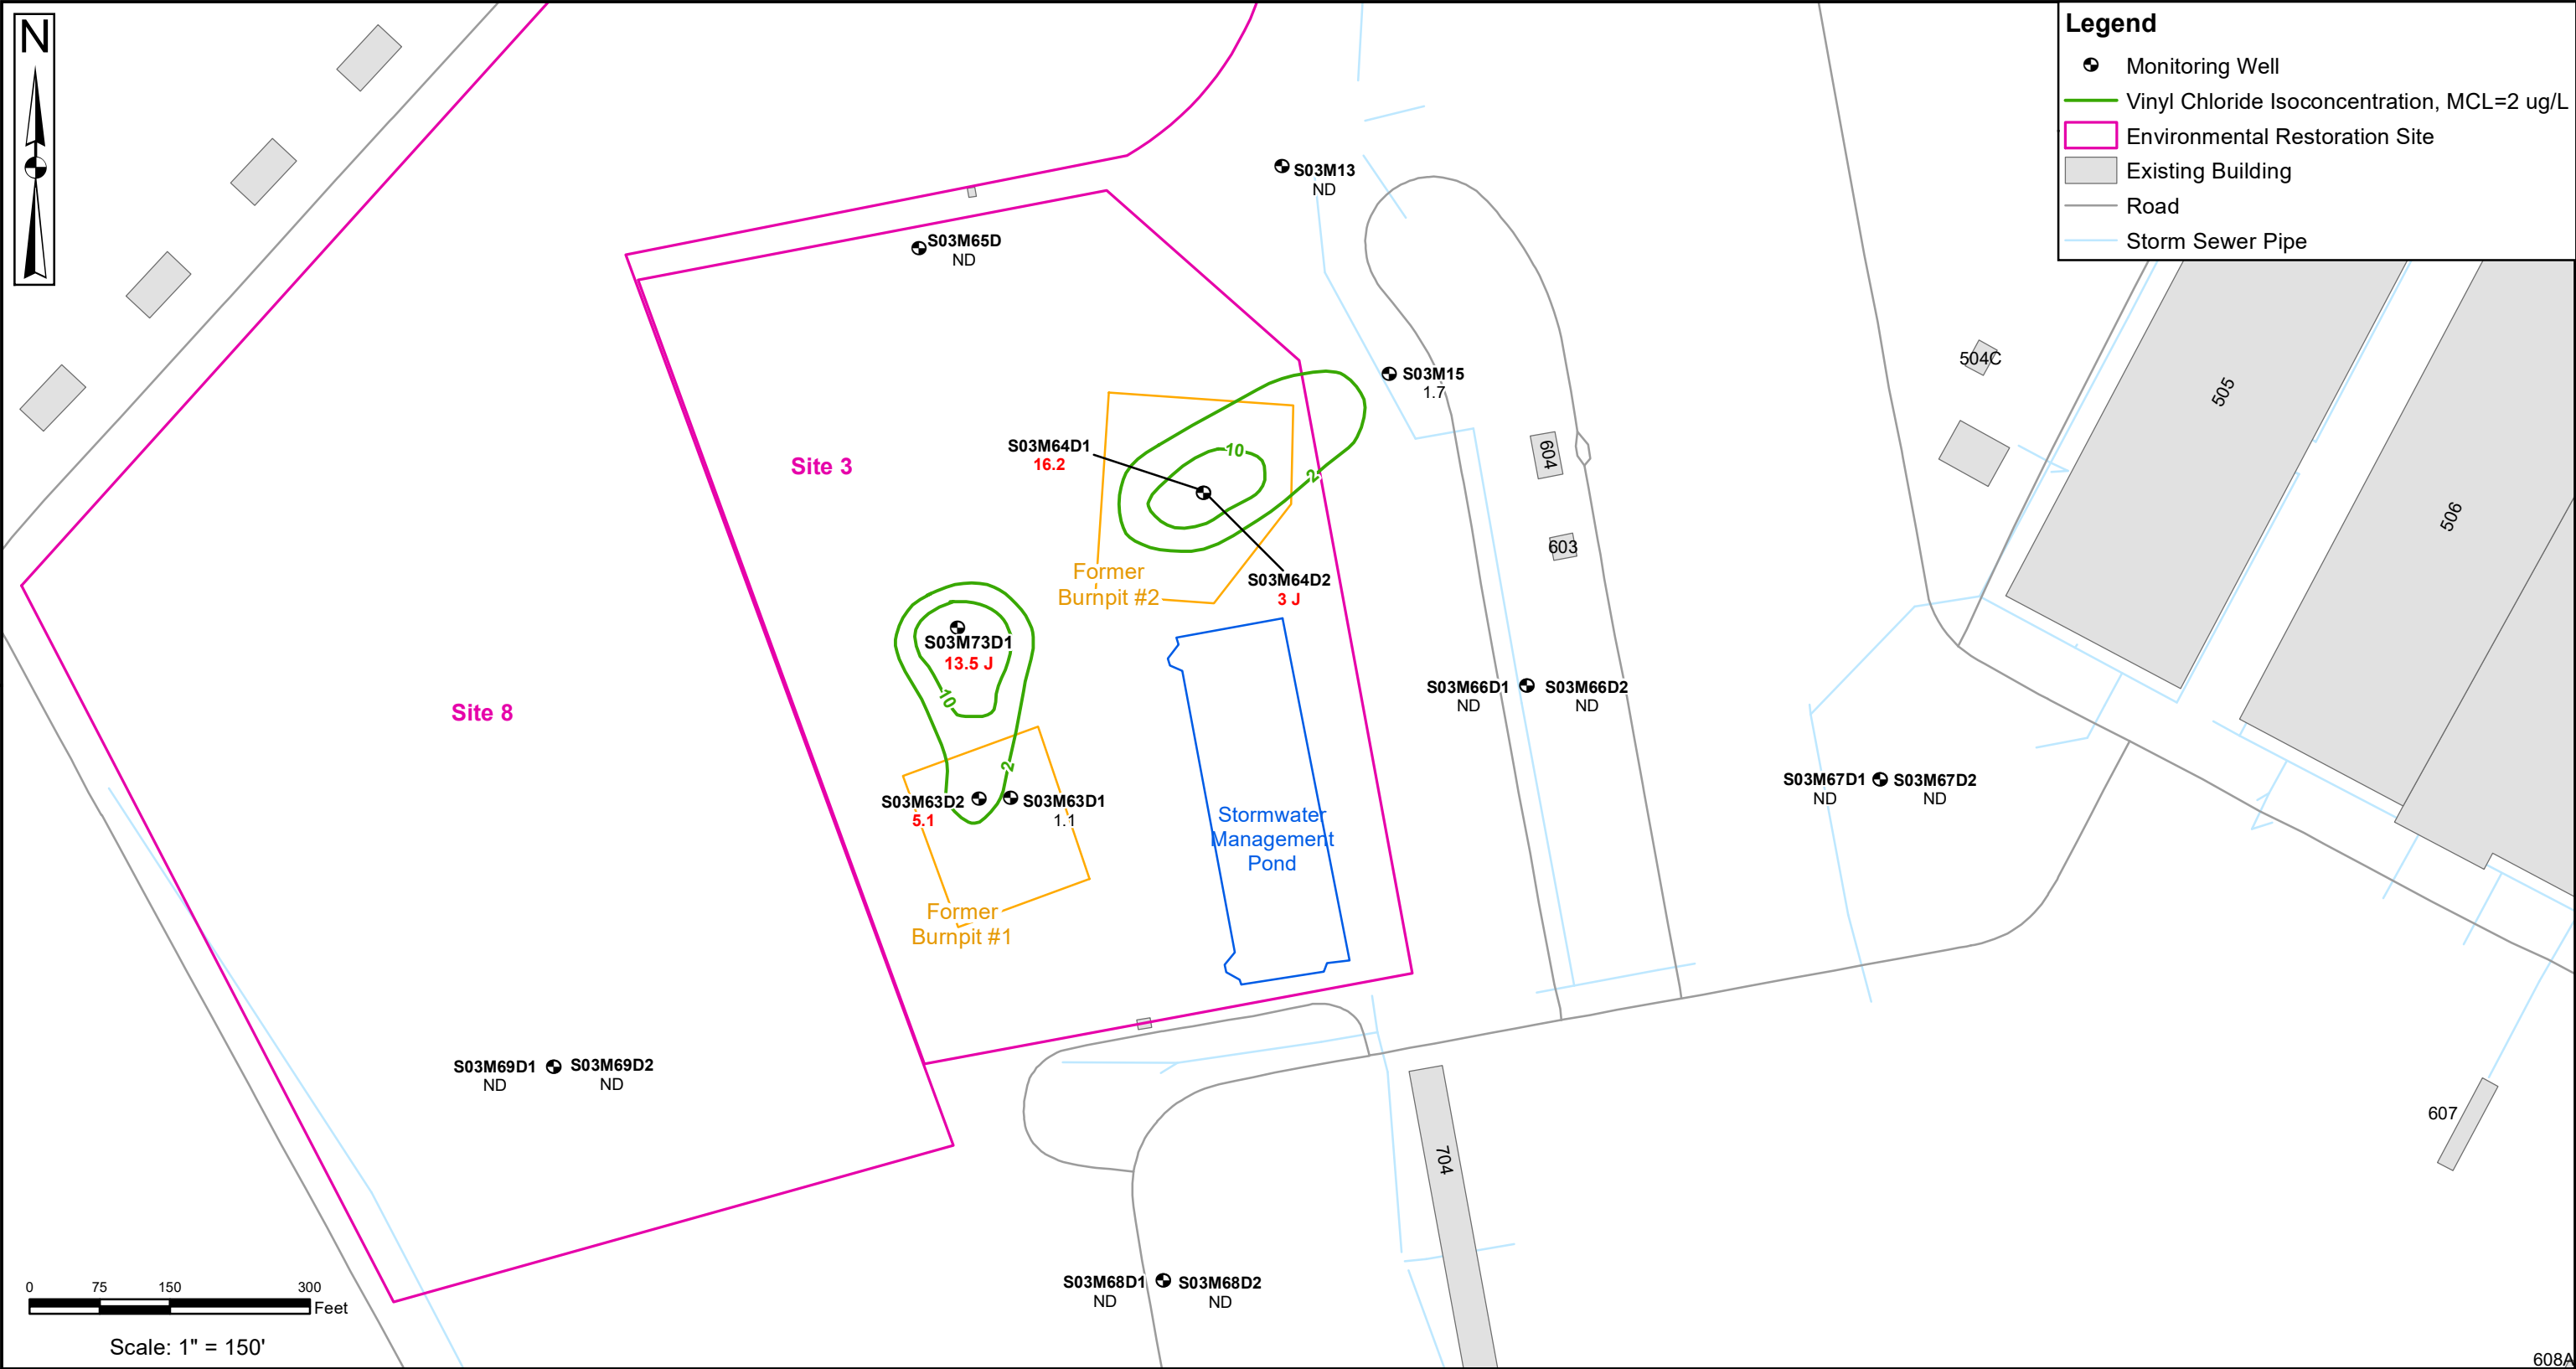 N
Legend
Monitoring Well
Vinyl Chloride Isoconcentration, MCL=2 ug/L
Environmental Restoration Site
Existing Building
Road
Storm Sewer Pipe
S03M13
ND
S03M65D
ND
S03M15
1.7
504C
505
506
604
603
S03M64D1
16.2
10
2
Site 3
Former
Burnpit #2
S03M64D2
3 J
S03M73D1
13.5 J
10
2
Site 8
S03M66D1
ND
S03M66D2
ND
S03M67D1
ND
S03M67D2
ND
S03M63D2
5.1
S03M63D1
1.1
Stormwater
Management
Pond
Former
Burnpit #1
S03M69D1
ND
S03M69D2
ND
607
704
S03M68D1
ND
S03M68D2
ND
0 75 150 300
Feet
Scale: 1" = 150'
608A